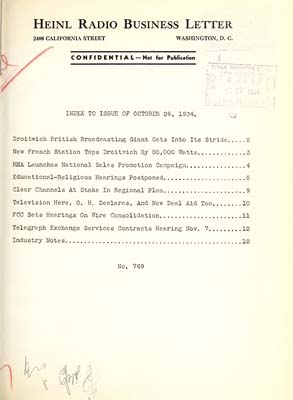 HEINL RADIO BUSINESS LETTER
2400 CALIFORNIA STREET WASHINGTON, D. C.
CONFIDENTIAL—Not for Publication
1934
INDEX TO ISSUE OF OCTOBER 26, 1934.
Droitwich British Broadcasting Giant Gets Into Its Stride.....2
New French Station Tops Droitwich By 50,000 Watts.............3
RMA Launches National Sales Promotion Campaign................4
Educational-Religious Hearings Postponed......................5
Clear Channels At Stake In Regional Plea......................9
Television Here, O. H. Declares, And New Deal Aid Too.......10
FCC Sets Hearings On Wire Consolidation......................11
Telegraph Exchange Services Contracts Hearing Nov. 7.........12
Industry Notes...............................................12
No. 769